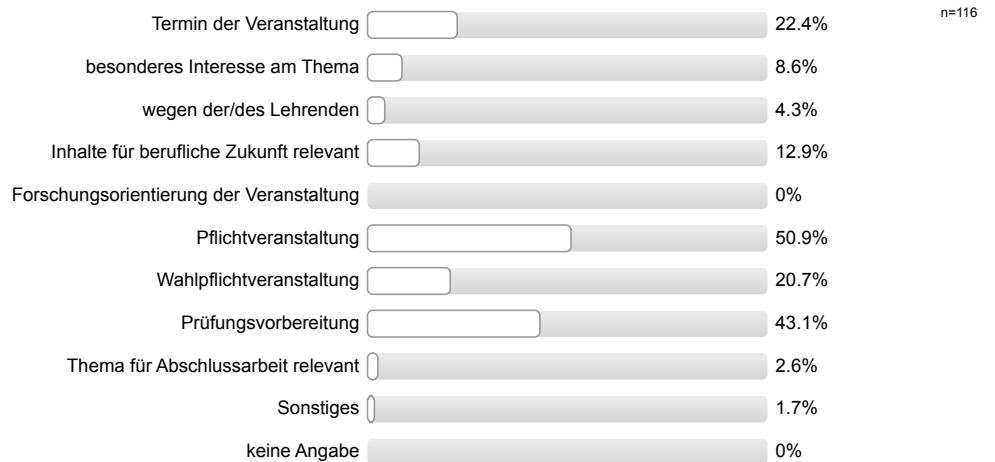 n=116
Termin der Veranstaltung 22.4%
besonderes Interesse am Thema 8.6%
wegen der/des Lehrenden 4.3%
Inhalte für berufliche Zukunft relevant 12.9%
Forschungsorientierung der Veranstaltung 0%
Pflichtveranstaltung 50.9%
Wahlpflichtveranstaltung 20.7%
Prüfungsvorbereitung 43.1%
Thema für Abschlussarbeit relevant 2.6%
Sonstiges 1.7%
keine Angabe 0%